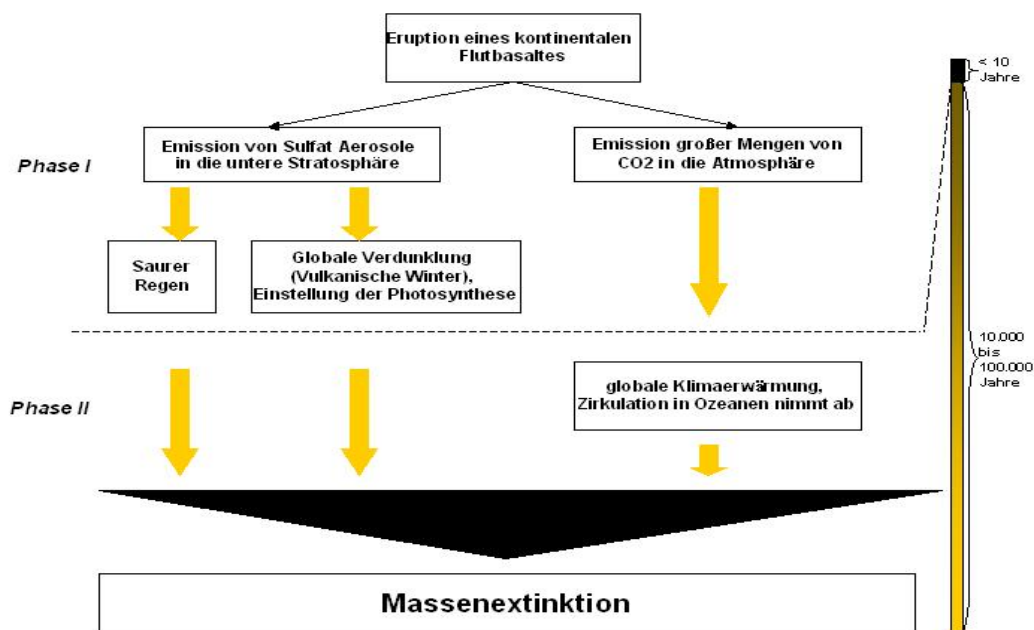 Eruption eines kontinentalen
Flutbasaltes
< 10
Jahre
Phase I
Emission von Sulfat Aerosole
in die untere Stratosphäre
Emission großer Mengen von
CO2 in die Atmosphäre
Saurer
Regen
Globale Verdunklung
(Vulkanische Winter),
Einstellung der Photosynthese
10.000
bis
100.000
Jahre
Phase II
globale Klimaerwärmung,
Zirkulation in Ozeanen nimmt ab
Massenextinktion